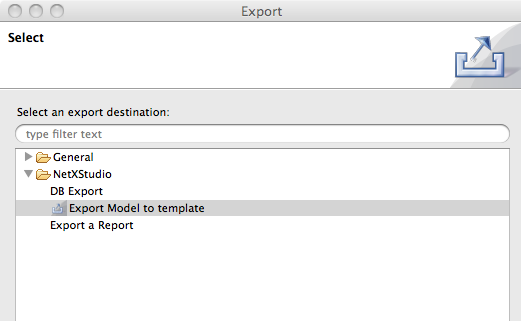 Export
Select
Select an export destination:
type filter text
General
NetXStudio
DB Export
Export Model to template
Export a Report